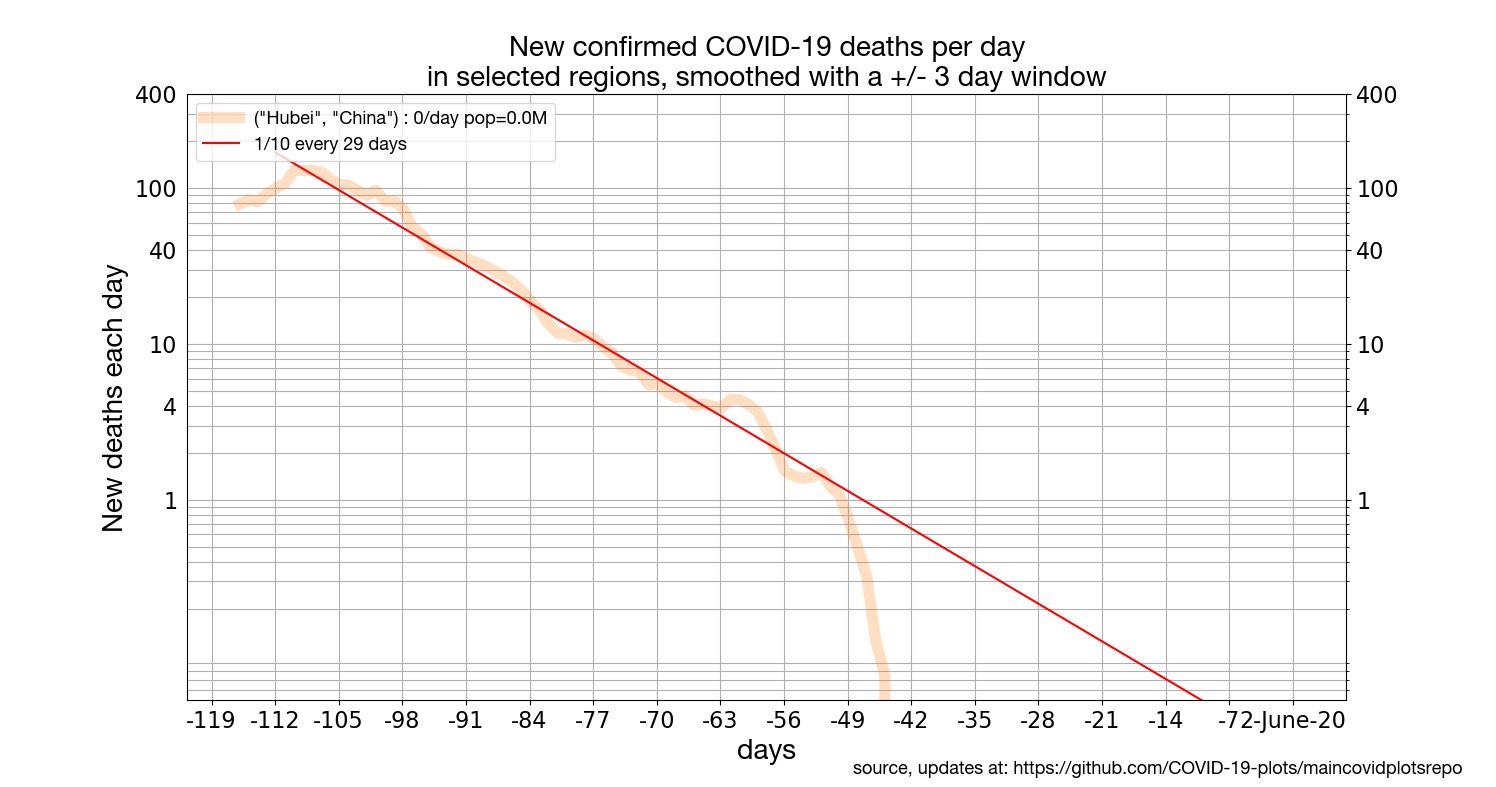 New confirmed COVID-19 deaths per day
in selected regions, smoothed with a +/- 3 day window
400
400
("Hubei", "China") : 0/day pop=0.0M
1/10 every 29 days
100
100
40
40
New deaths each day
10
10
4
4
1
1
-119 -112 -105 -98 -91 -84 -77 -70 -63 -56 -49 -42 -35 -28 -21 -14 -72-June-20
days
source, updates at: https://github.com/COVID-19-plots/maincovidplotsrepo